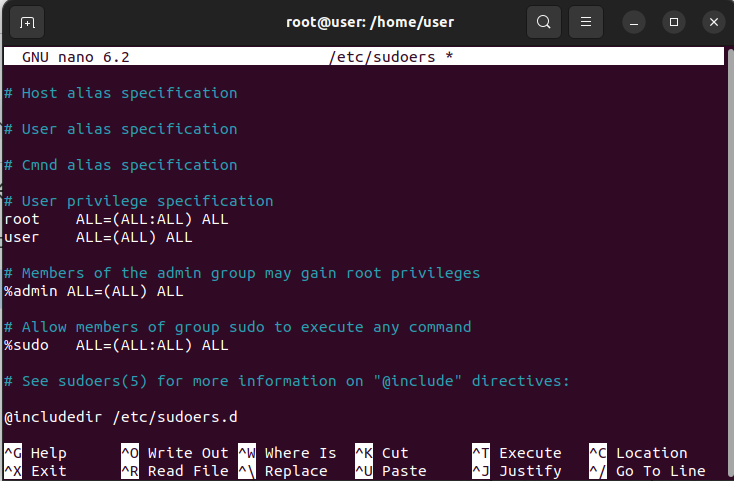 root@user: /home/user
GNU nano 6.2 /etc/sudoers *
# Host alias specification
# User alias specification
# Cmnd alias specification
# User privilege specification
root ALL=(ALL:ALL) ALL
user ALL=(ALL) ALL
# Members of the admin group may gain root privileges
%admin ALL=(ALL) ALL
# Allow members of group sudo to execute any command
%sudo ALL=(ALL:ALL) ALL
# See sudoers(5) for more information on "@include" directives:
@includedir /etc/sudoers.d
^G Help ^O Write Out ^W Where Is ^K Cut ^T Execute ^C Location
^X Exit ^R Read File ^\ Replace ^U Paste ^J Justify ^/ Go To Line